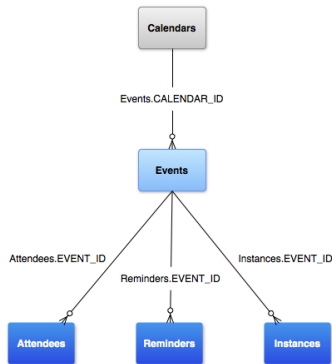 Calendars
Events.CALENDAR_ID
Events
Attendees.EVENT_ID
Instances.EVENT_ID
Reminders.EVENT_ID
Attendees
Reminders
Instances